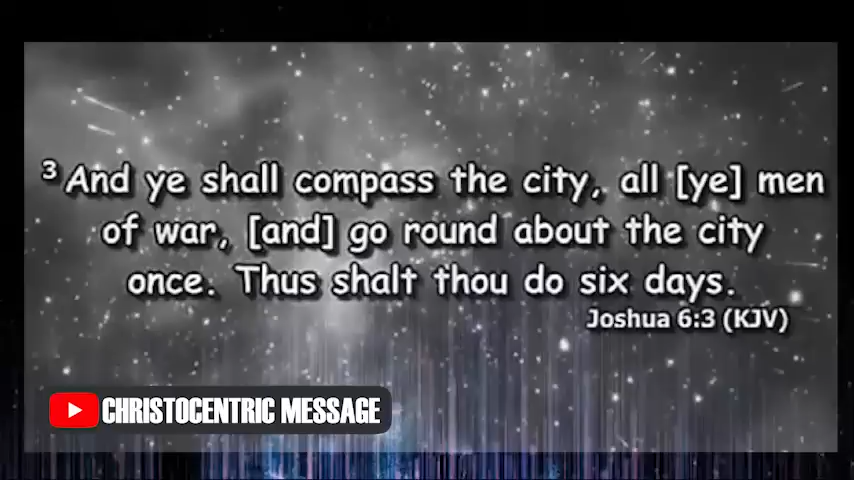 3 And ye shall compass the city, all [ye] men
of war, [and] go round about the city
once. Thus shalt thou do six days.
Joshua 6:3 (KJV)
CHRISTOCENTRIC MESSAGE